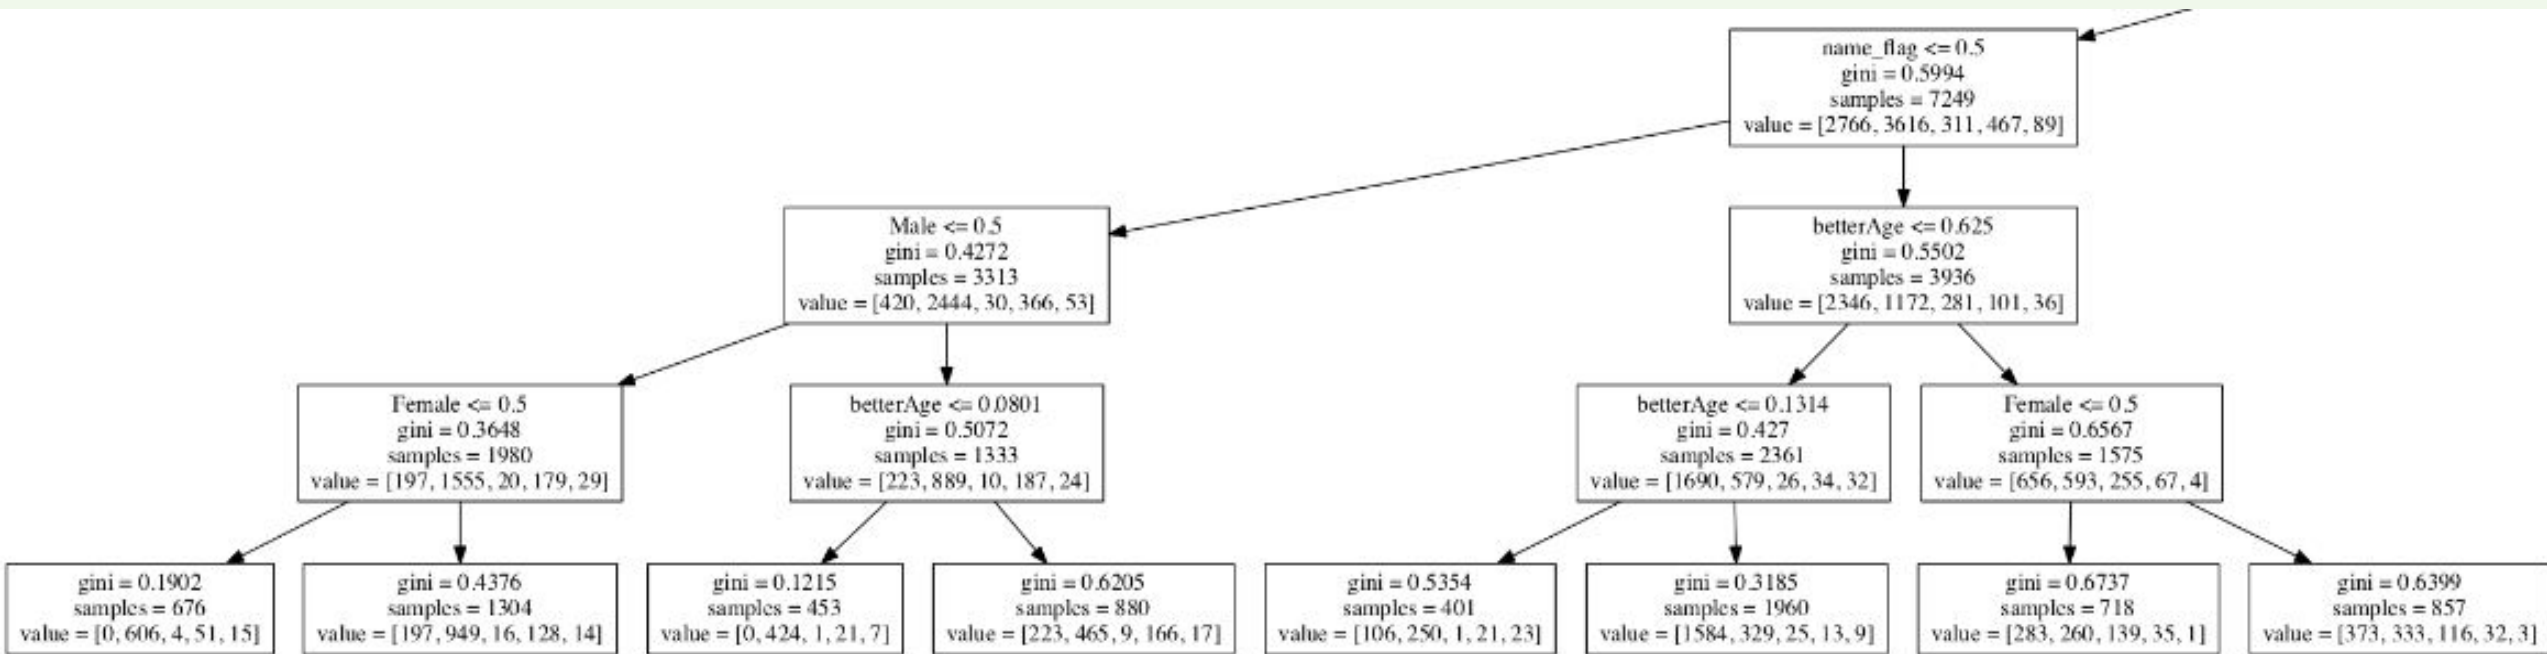 name_flag <= 0.5
gini = 0.5994
samples = 7249
value = [2766, 3616, 311, 467, 89]
Male <= 0.5
gini = 0.4272
samples = 3313
value = [420, 2444, 30, 366, 53]
betterAge <= 0.625
gini = 0.5502
samples = 3936
value = [2346, 1172, 281, 101, 36]
Female <= 0.5
gini = 0.3648
samples = 1980
value = [197, 1555, 20, 179, 29]
betterAge <= 0.0801
gini = 0.5072
samples = 1333
value = [223, 889, 10, 187, 24]
betterAge <= 0.1314
gini = 0.427
samples = 2361
value = [1690, 579, 26, 34, 32]
Female <= 0.5
gini = 0.6567
samples = 1575
value = [656, 593, 255, 67, 4]
gini = 0.1902
samples = 676
value = [0, 606, 4, 51, 15]
gini = 0.4376
samples = 1304
value = [197, 949, 16, 128, 14]
gini = 0.1215
samples = 453
value = [0, 424, 1, 21, 7]
gini = 0.6205
samples = 880
value = [223, 465, 9, 166, 17]
gini = 0.5354
samples = 401
value = [106, 250, 1, 21, 23]
gini = 0.3185
samples = 1960
value = [1584, 329, 25, 13, 9]
gini = 0.6737
samples = 718
value = [283, 260, 139, 35, 1]
gini = 0.6399
samples = 857
value = [373, 333, 116, 32, 3]